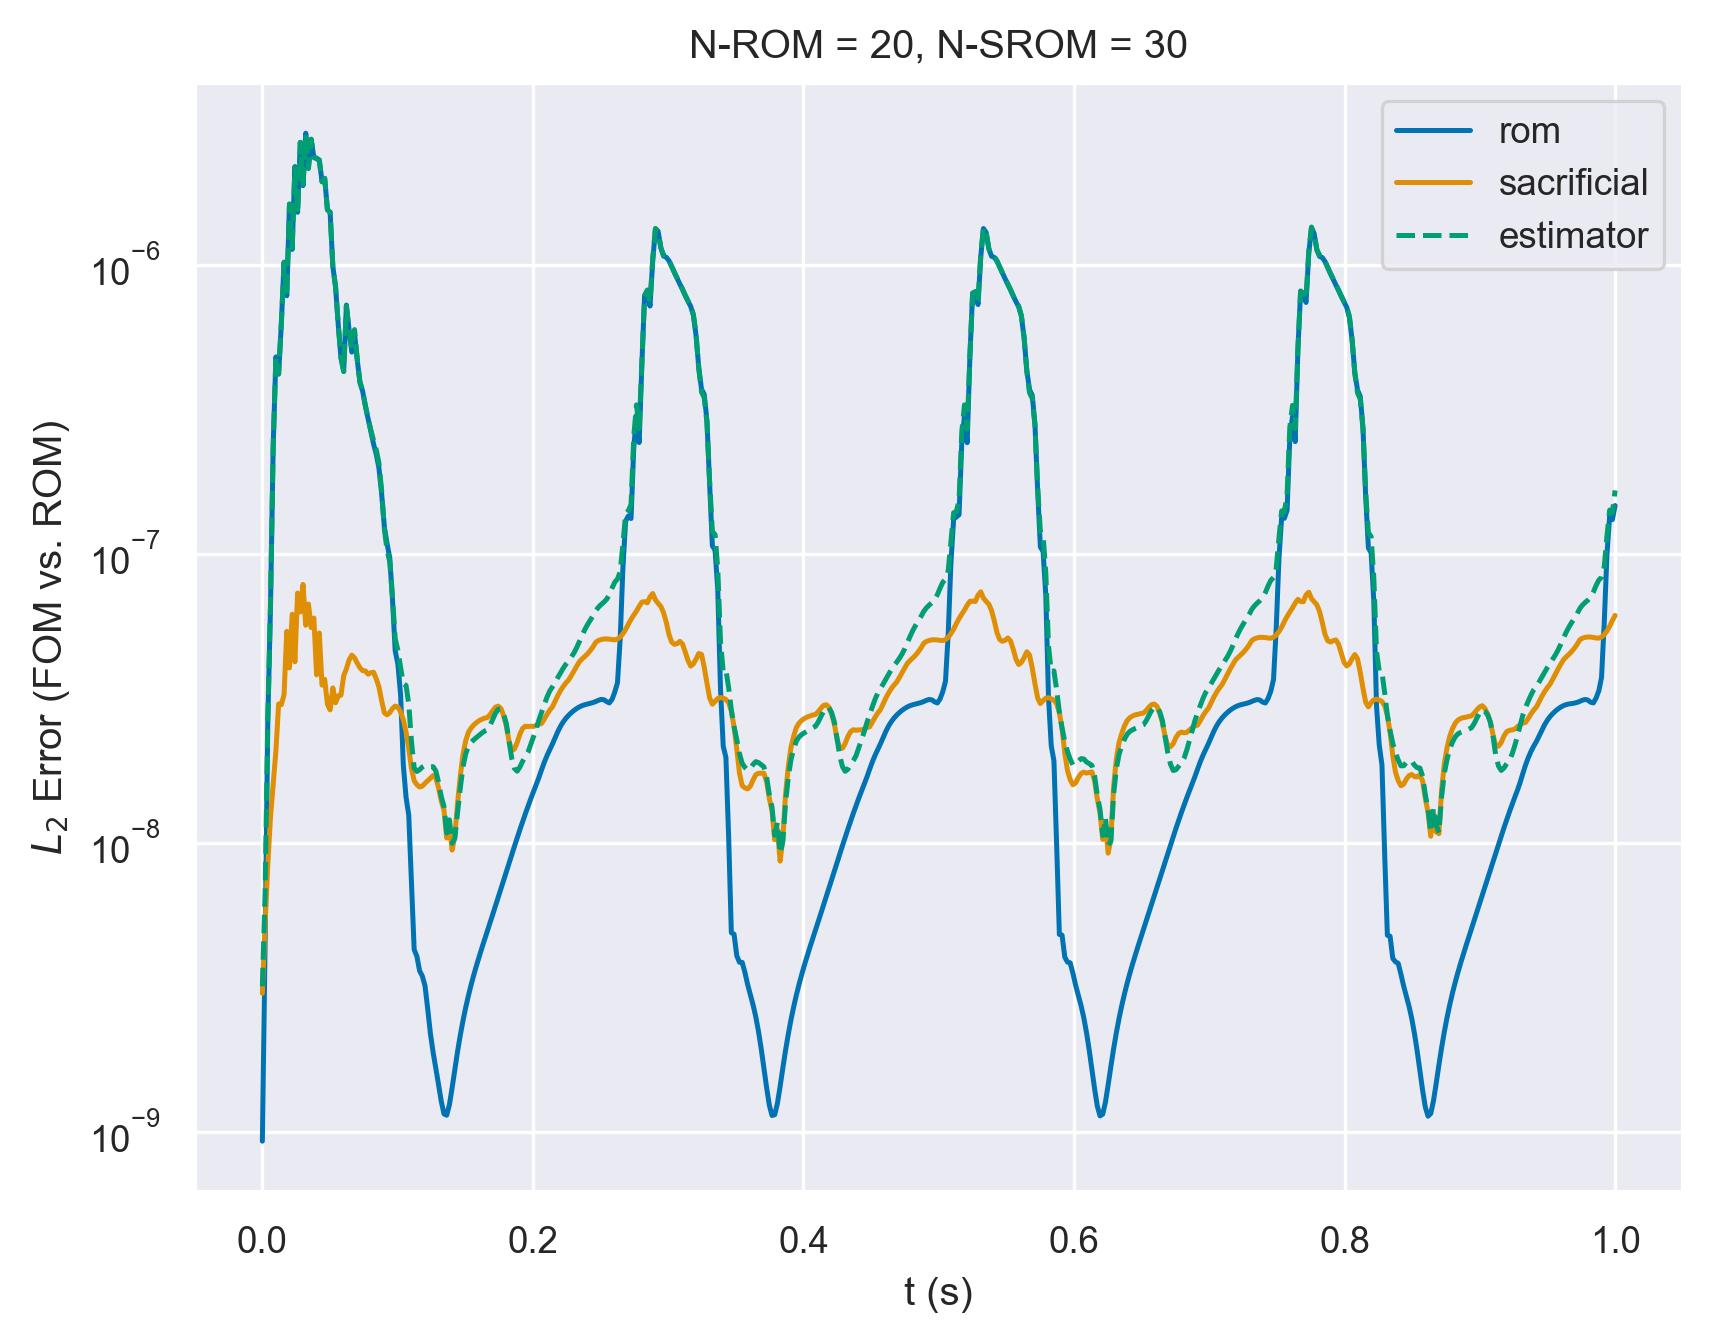 N-ROM = 20, N-SROM = 30
rom
sacrificial
estimator
L₂ Error (FOM vs. ROM)
10⁻⁶
10⁻⁷
10⁻⁸
10⁻⁹
0.0 0.2 0.4 0.6 0.8 1.0
t (s)